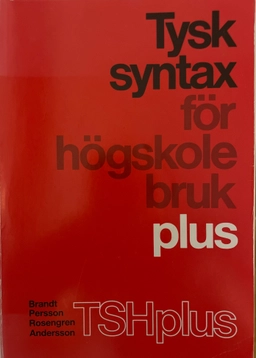 Tysk
syntax
för
högskole
bruk
plus
Brandt
Persson
Rosengren
Andersson
TSHplus